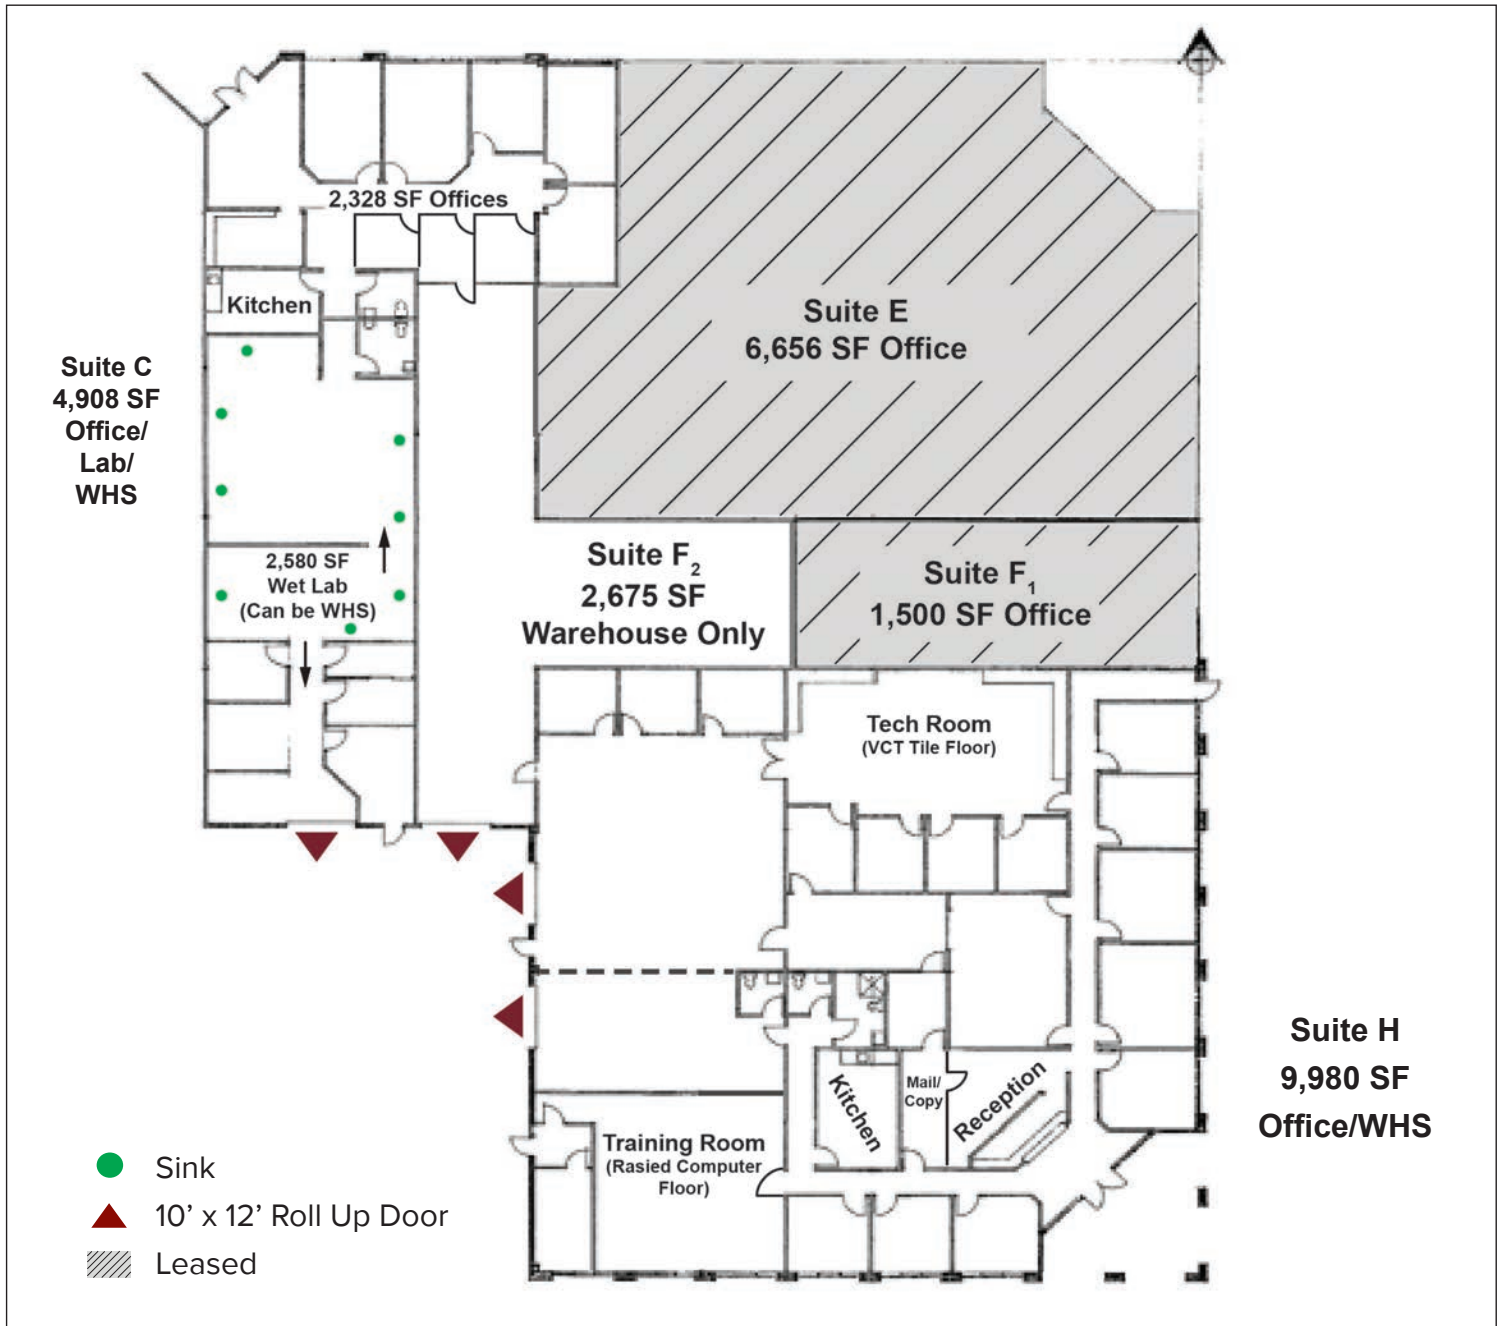 2,328 SF Offices
Kitchen
Suite C
4,908 SF
Office/
Lab/
WHS
Suite E
6,656 SF Office
2,580 SF
Wet Lab
(Can be WHS)
Suite F2
2,675 SF
Warehouse Only
Suite F1
1,500 SF Office
Tech Room
(VCT Tile Floor)
Kitchen
Mail/
Copy
Reception
Training Room
(Rasied Computer
Floor)
Suite H
9,980 SF
Office/WHS
Sink
10’ x 12’ Roll Up Door
Leased